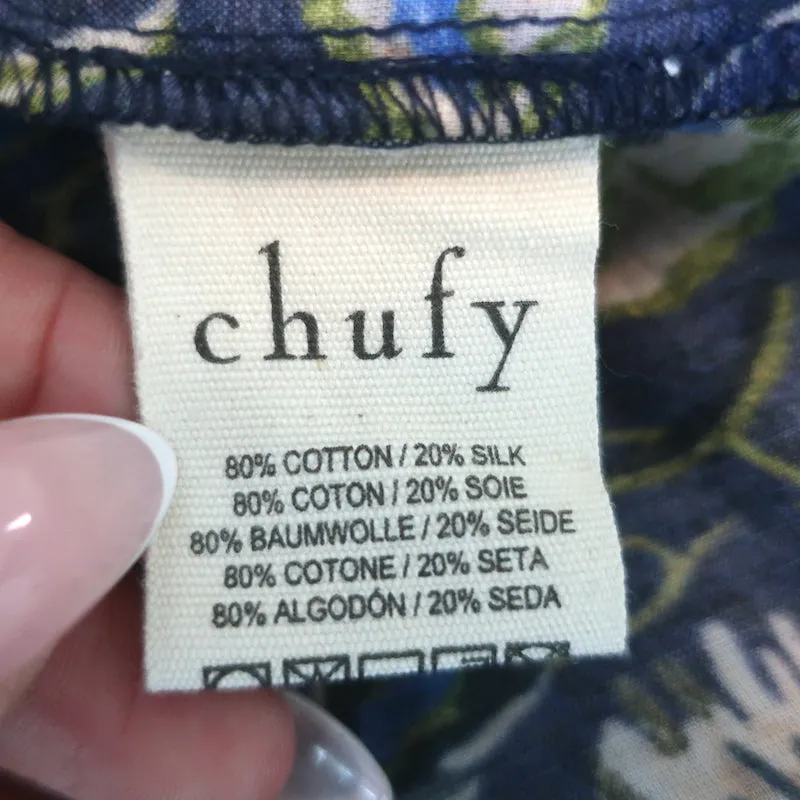 chufy
80% COTTON / 20% SILK
80% COTON / 20% SOIE
80% BAUMWOLLE / 20% SEIDE
80% COTONE / 20% SETA
80% ALGODÓN / 20% SEDA